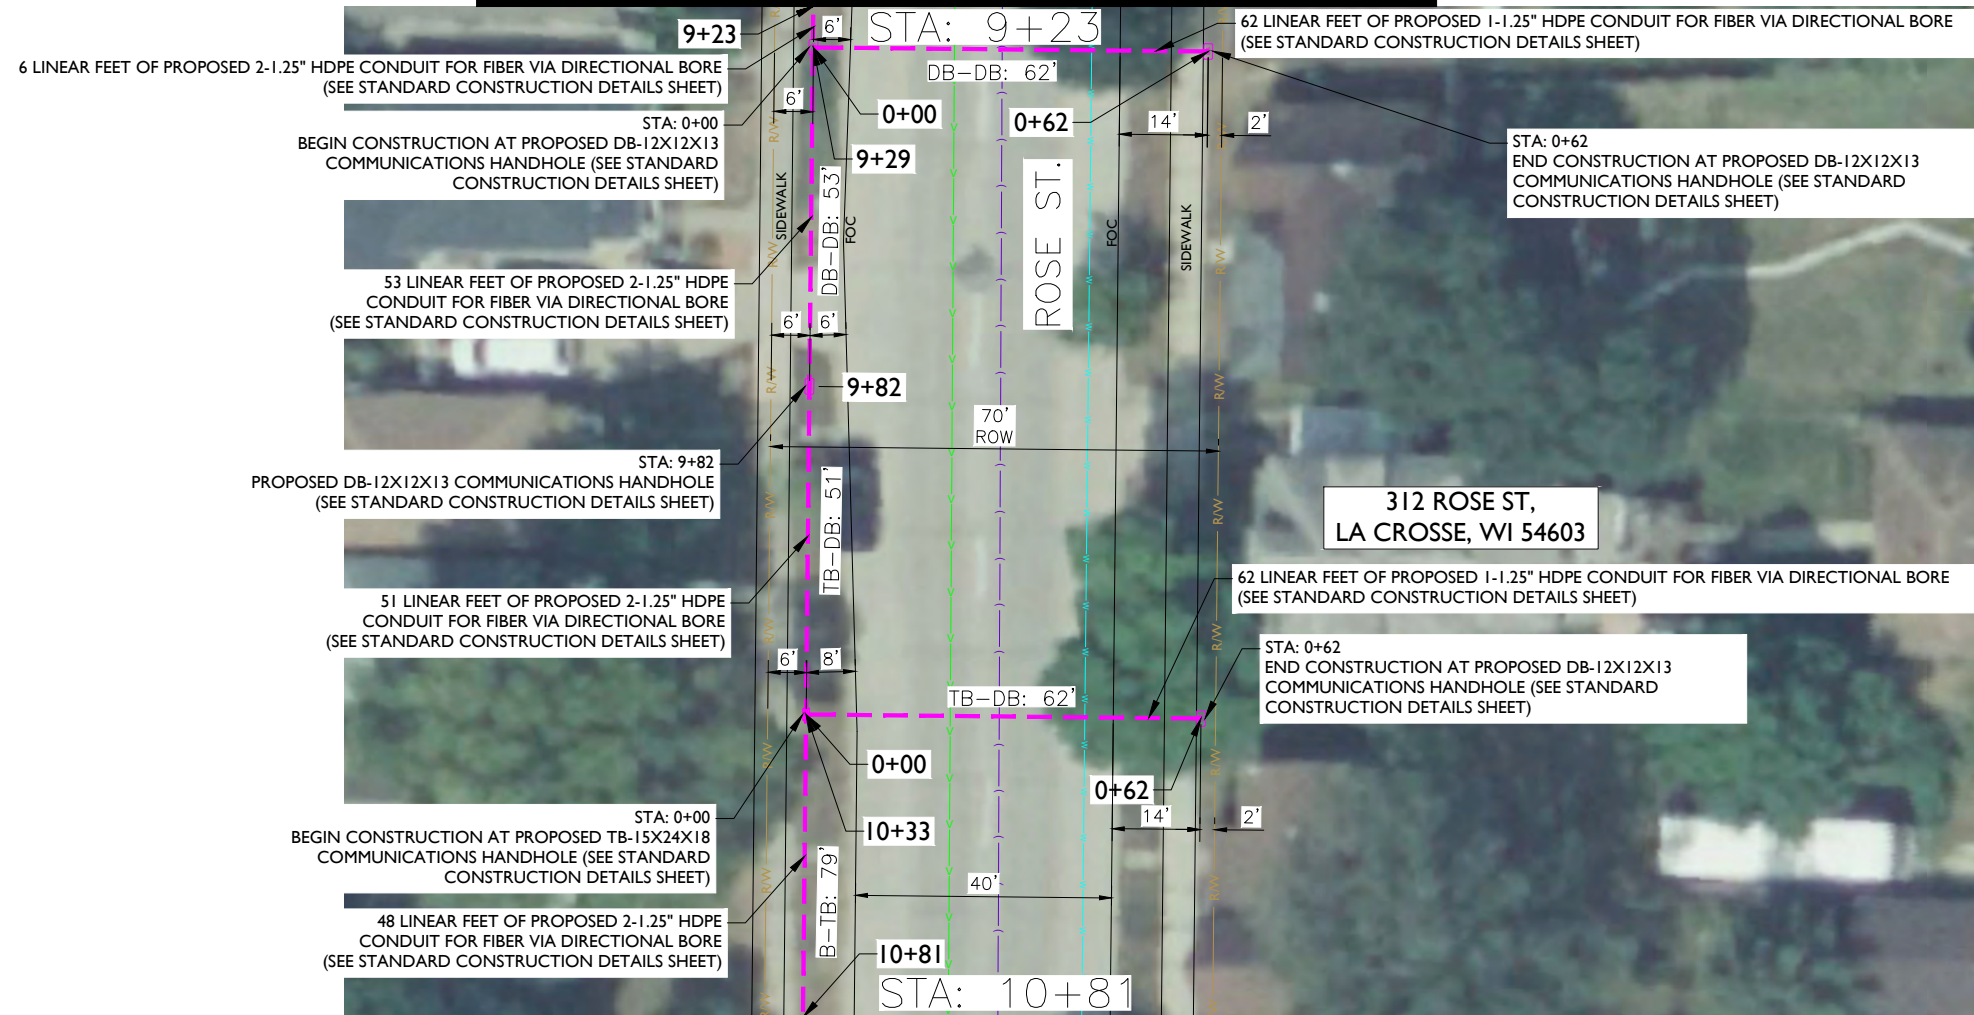 9+23
6'
STA: 9+23
62 LINEAR FEET OF PROPOSED 1-1.25" HDPE CONDUIT FOR FIBER VIA DIRECTIONAL BORE
(SEE STANDARD CONSTRUCTION DETAILS SHEET)
6 LINEAR FEET OF PROPOSED 2-1.25" HDPE CONDUIT FOR FIBER VIA DIRECTIONAL BORE
(SEE STANDARD CONSTRUCTION DETAILS SHEET)
DB-DB: 62'
6'
0+00
0+62
14'
2'
STA: 0+00
BEGIN CONSTRUCTION AT PROPOSED DB-12X12X13
COMMUNICATIONS HANDHOLE (SEE STANDARD
CONSTRUCTION DETAILS SHEET)
9+29
STA: 0+62
END CONSTRUCTION AT PROPOSED DB-12X12X13
COMMUNICATIONS HANDHOLE (SEE STANDARD
CONSTRUCTION DETAILS SHEET)
R/W
R/W
SIDEWALK
DB-DB: 53'
FOC
ROSE ST.
FOC
SIDEWALK
R/W
R/W
53 LINEAR FEET OF PROPOSED 2-1.25" HDPE
CONDUIT FOR FIBER VIA DIRECTIONAL BORE
(SEE STANDARD CONSTRUCTION DETAILS SHEET)
6'
6'
R/W
R/W
9+82
70'
ROW
STA: 9+82
PROPOSED DB-12X12X13 COMMUNICATIONS HANDHOLE
(SEE STANDARD CONSTRUCTION DETAILS SHEET)
R/W
TB-DB: 51'
R/W
312 ROSE ST,
LA CROSSE, WI 54603
62 LINEAR FEET OF PROPOSED 1-1.25" HDPE CONDUIT FOR FIBER VIA DIRECTIONAL BORE
(SEE STANDARD CONSTRUCTION DETAILS SHEET)
51 LINEAR FEET OF PROPOSED 2-1.25" HDPE
CONDUIT FOR FIBER VIA DIRECTIONAL BORE
(SEE STANDARD CONSTRUCTION DETAILS SHEET)
R/W
R/W
6'
8'
STA: 0+62
END CONSTRUCTION AT PROPOSED DB-12X12X13
COMMUNICATIONS HANDHOLE (SEE STANDARD
CONSTRUCTION DETAILS SHEET)
TB-DB: 62'
R/W
R/W
0+00
0+62
STA: 0+00
BEGIN CONSTRUCTION AT PROPOSED TB-15X24X18
COMMUNICATIONS HANDHOLE (SEE STANDARD
CONSTRUCTION DETAILS SHEET)
10+33
14'
2'
R/W
B-TB: 79'
40'
R/W
48 LINEAR FEET OF PROPOSED 2-1.25" HDPE
CONDUIT FOR FIBER VIA DIRECTIONAL BORE
(SEE STANDARD CONSTRUCTION DETAILS SHEET)
10+81
STA: 10+81
R/W